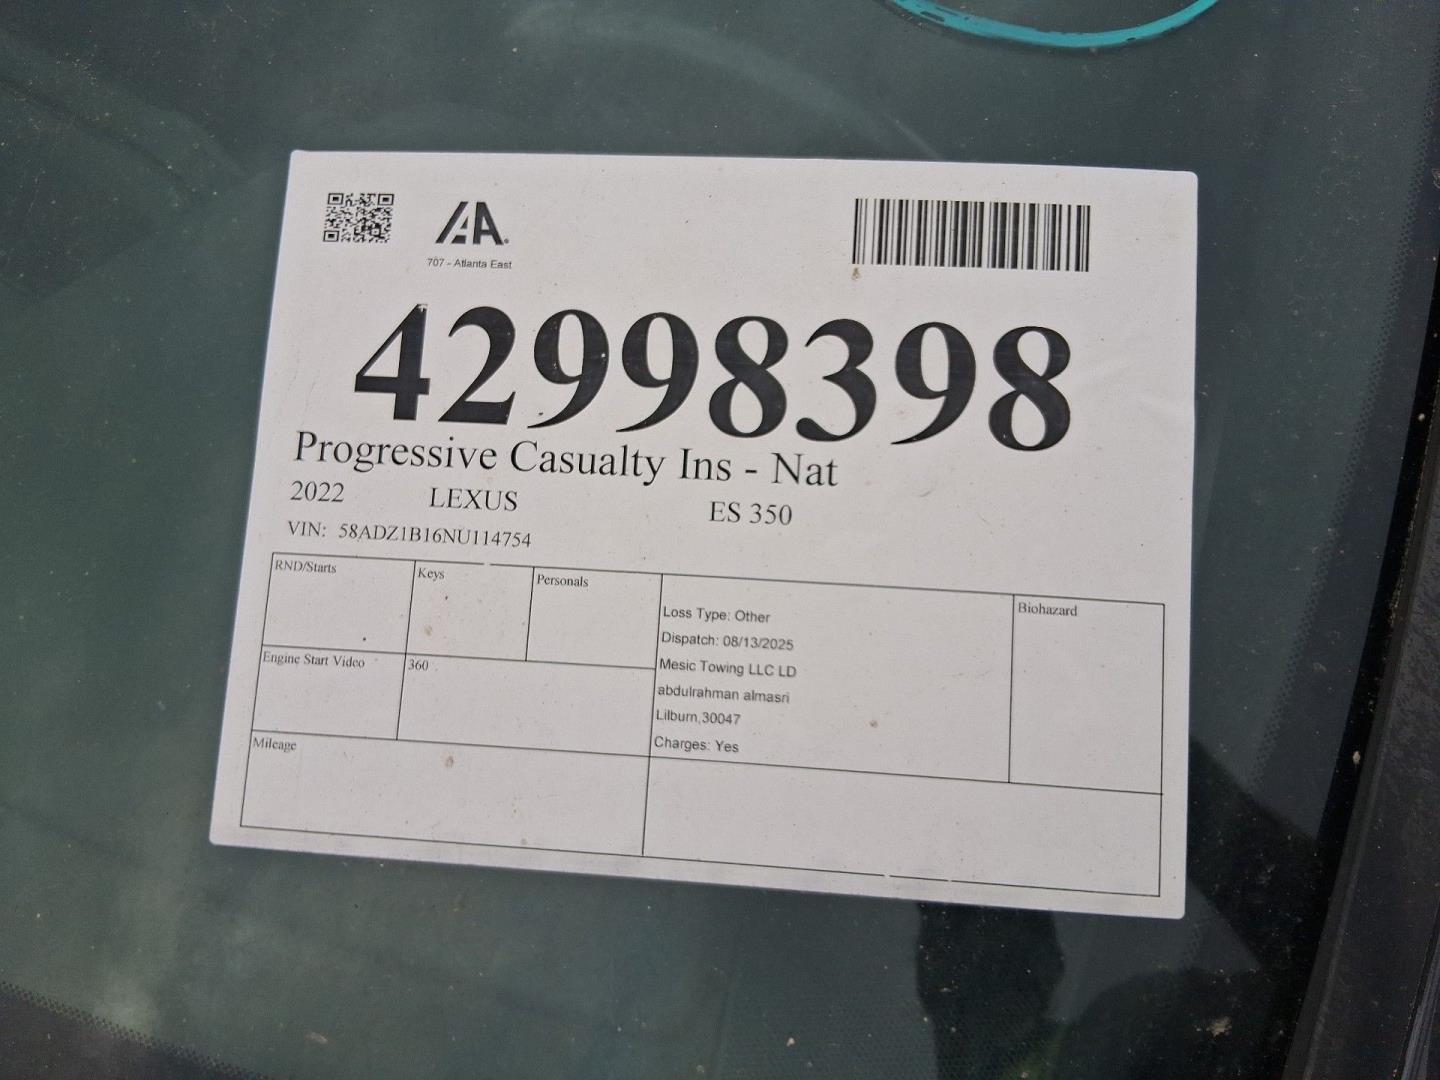 IAA
707 - Atlanta East
42998398
Progressive Casualty Ins - Nat
2022 LEXUS ES 350
VIN: 58ADZ1B16NU114754
RND/Starts Keys Personals
Loss Type: Other
Dispatch: 08/13/2025
Mesic Towing LLC LD
abdulrahman almasri
Lilburn,30047
Charges: Yes
Biohazard
Engine Start Video 360
Mileage